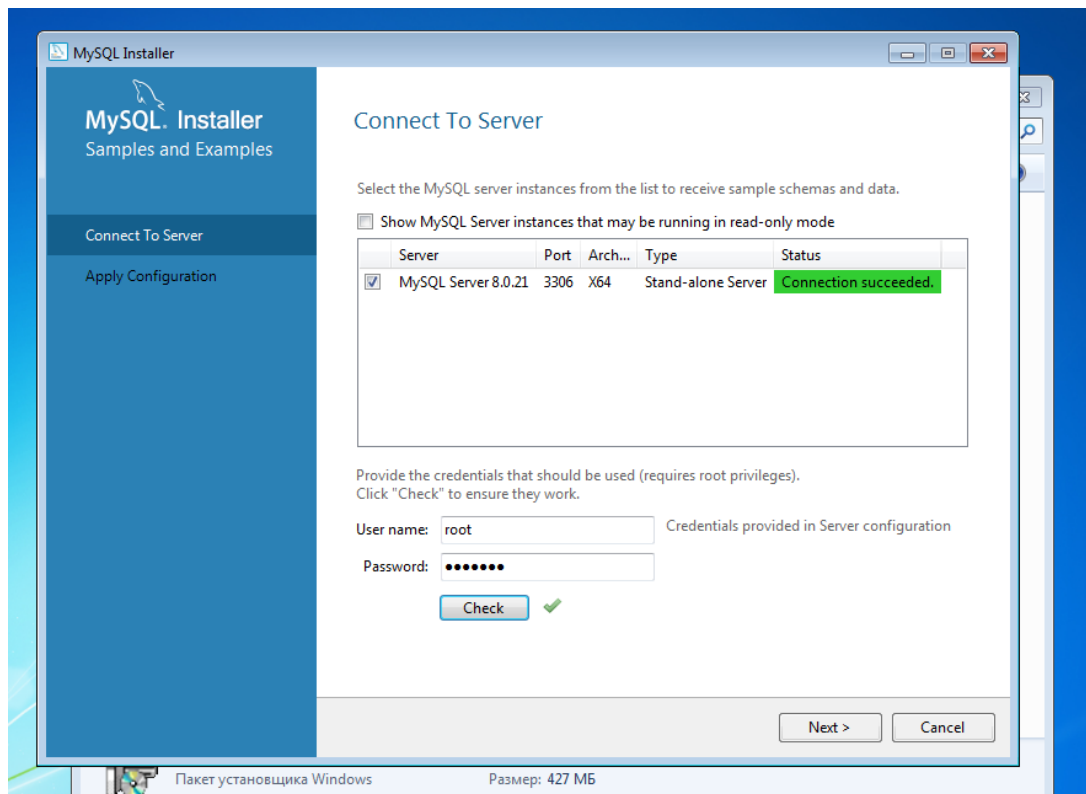 MySQL Installer
MySQL. Installer
Samples and Examples
Connect To Server
Apply Configuration
Connect To Server
Select the MySQL server instances from the list to receive sample schemas and data.
Show MySQL Server instances that may be running in read-only mode
Server Port Arch... Type Status
MySQL Server 8.0.21 3306 X64 Stand-alone Server Connection succeeded.
Provide the credentials that should be used (requires root privileges).
Click "Check" to ensure they work.
User name: root Credentials provided in Server configuration
Password: •••••••
Check
Next > Cancel
Пакет установщика Windows Размер: 427 МБ